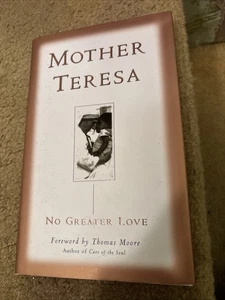 MOTHER
TERESA
NO GREATER LOVE
Foreword by Thomas Moore
Author of Care of the Soul